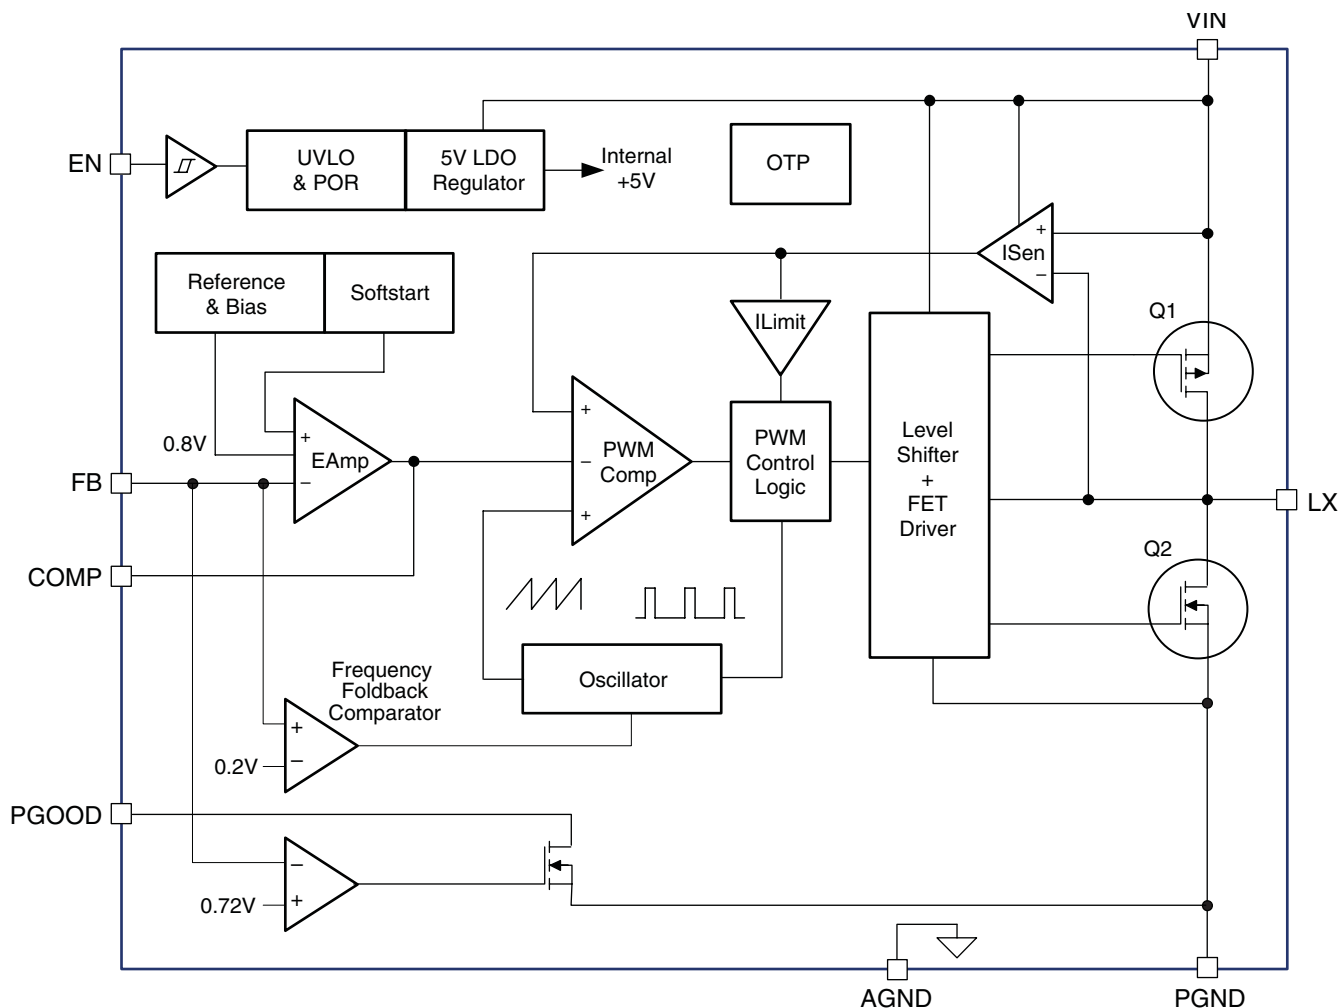 VIN
EN
UVLO
& POR
5V LDO
Regulator
Internal
+5V
OTP
+
ISen
−
Reference
& Bias
Softstart
ILimit
Q1
+
0.8V
EAmp
−
FB
+
−
PWM
Comp
+
PWM
Control
Logic
Level
Shifter
+
FET
Driver
LX
Q2
COMP
Oscillator
Frequency
Foldback
Comparator
+
0.2V
−
PGOOD
−
0.72V
+
AGND
PGND